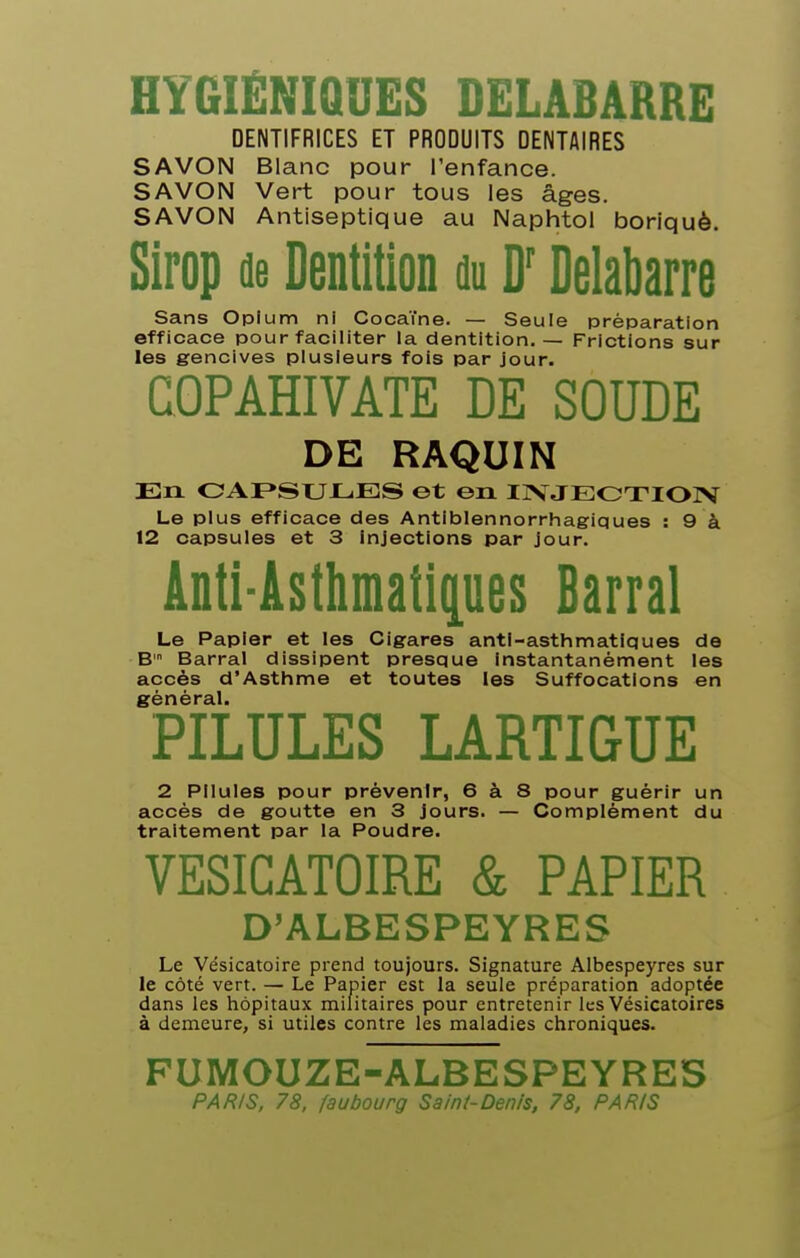 HYGIÉNIQUES DELABARRE
DENTIFRICES ET PRODUITS DENTAIRES
SAVON Blanc pour l'enfance.
SAVON Vert pour tous les âges.
SAVON Antiseptique au Naphtol boriquè.
Sirop de Dentition du Dr Delabarre
Sans Opium ni Cocaïne. — Seule préparation
efficace pour faciliter la dentition. — Frictions sur
les gencives plusieurs fois par jour.
COPAHIVATE DE SOUDE
DE RAQUIN
En CAPSULES et en INJECTION
Le plus efficace des Antiblennorrhagiques : 9 à
12 capsules et 3 injections par jour.
Anti-Asthmatiques Barral
Le Papier et les Cigares anti-asthmatiques de
Bin Barral dissipent presque instantanément les
accès d'Asthme et toutes les Suffocations en
général.
PILULES LARTIGUE
2 Pilules pour prévenir, 6 à 8 pour guérir un
accès de goutte en 3 jours. — Complément du
traitement par la Poudre.
VESICATOIRE & PAPIER
D'ALBESPEYRES
Le Vésicatoire prend toujours. Signature Albespeyres sur
le côté vert. — Le Papier est la seule préparation adoptée
dans les hôpitaux militaires pour entretenir les Vésicatoires
à demeure, si utiles contre les maladies chroniques.
FUMOUZE-ALBESPEYRES
PARIS, 78, faubourg Saint-Denis, 78, PARIS